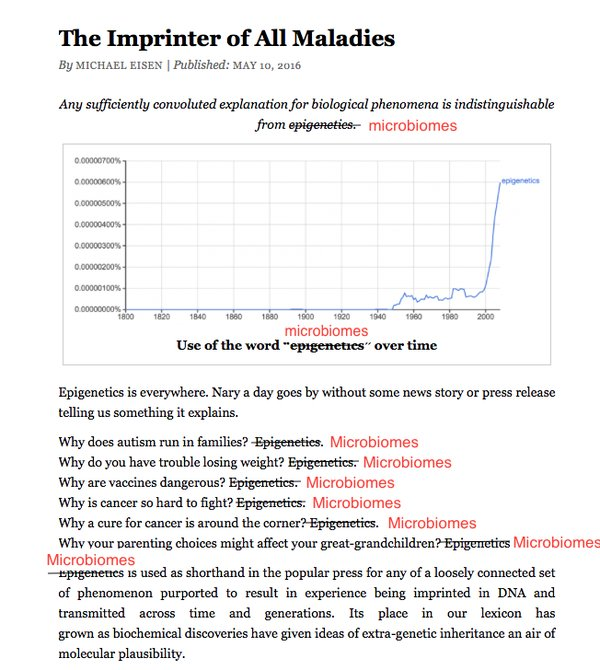 The Imprinter of All Maladies
By MICHAEL EISEN | Published: MAY 10, 2016
Any sufficiently convoluted explanation for biological phenomena is indistinguishable
from epigenetics. microbiomes
0.00000700%
0.00000600%
epigenetics
0.00000500%
0.00000400%
0.00000300%
0.00000200%
0.00000100%
0.00000000%
1800 1820 1840 1860 1880 1900 1920 1940 1960 1980 2000
microbiomes
Use of the word "epigenetics" over time
Epigenetics is everywhere. Nary a day goes by without some news story or press release
telling us something it explains.
Why does autism run in families? Epigenetics. Microbiomes
Why do you have trouble losing weight? Epigenetics. Microbiomes
Why are vaccines dangerous? Epigenetics. Microbiomes
Why is cancer so hard to fight? Epigenetics. Microbiomes
Why a cure for cancer is around the corner? Epigenetics. Microbiomes
Why your parenting choices might affect your great-grandchildren? Epigenetics Microbiomes
Microbiomes
Epigenetics is used as shorthand in the popular press for any of a loosely connected set
of phenomenon purported to result in experience being imprinted in DNA and
transmitted across time and generations. Its place in our lexicon has
grown as biochemical discoveries have given ideas of extra-genetic inheritance an air of
molecular plausibility.